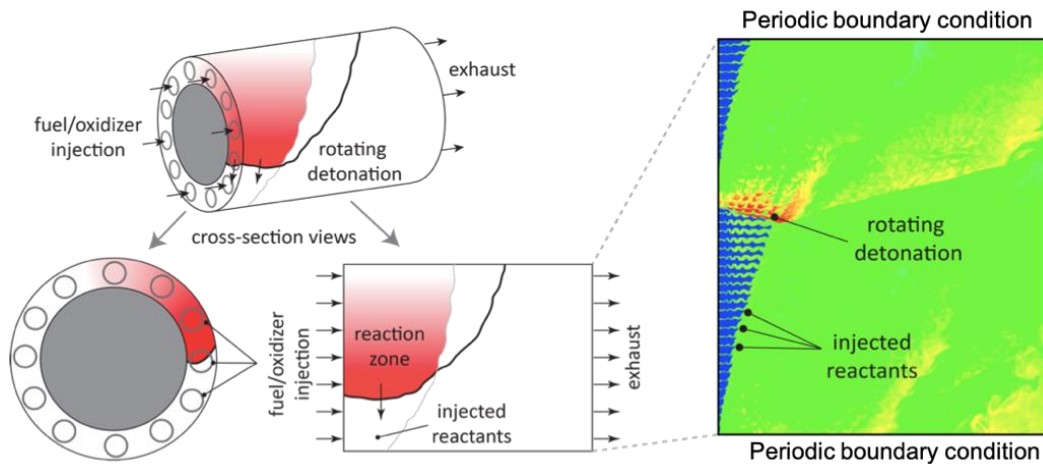 Periodic boundary condition
exhaust
fuel/oxidizer
injection
rotating
detonation
cross-section views
rotating
detonation
fuel/oxidizer
injection
reaction
zone
exhaust
injected
reactants
injected
reactants
Periodic boundary condition